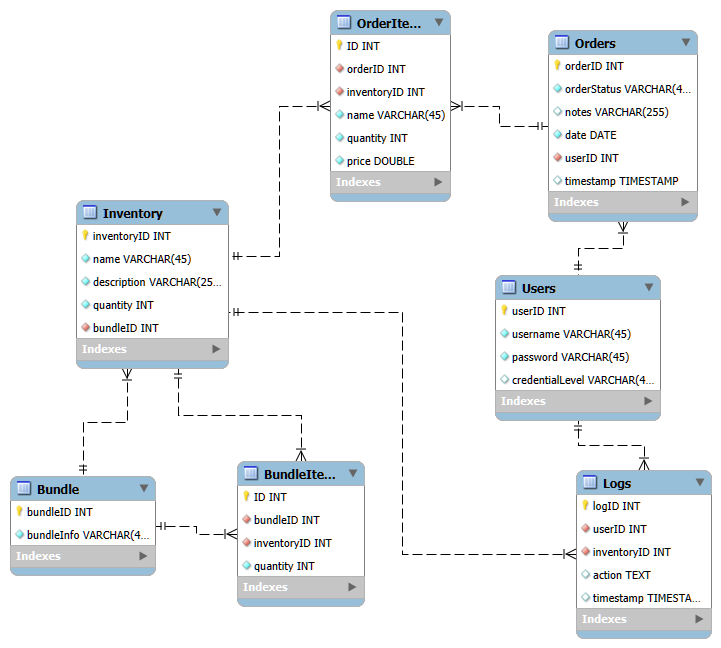 OrderIte...
ID INT
orderID INT
inventoryID INT
name VARCHAR(45)
quantity INT
price DOUBLE
Indexes
Orders
orderID INT
orderStatus VARCHAR(4...
notes VARCHAR(255)
date DATE
userID INT
timestamp TIMESTAMP
Indexes
Inventory
inventoryID INT
name VARCHAR(45)
description VARCHAR(25...
quantity INT
bundleID INT
Indexes
Users
userID INT
username VARCHAR(45)
password VARCHAR(45)
credentialLevel VARCHAR(4...
Indexes
Bundle
bundleID INT
bundleInfo VARCHAR(4...
Indexes
BundleIte...
ID INT
bundleID INT
inventoryID INT
quantity INT
Indexes
Logs
logID INT
userID INT
inventoryID INT
action TEXT
timestamp TIMESTA...
Indexes